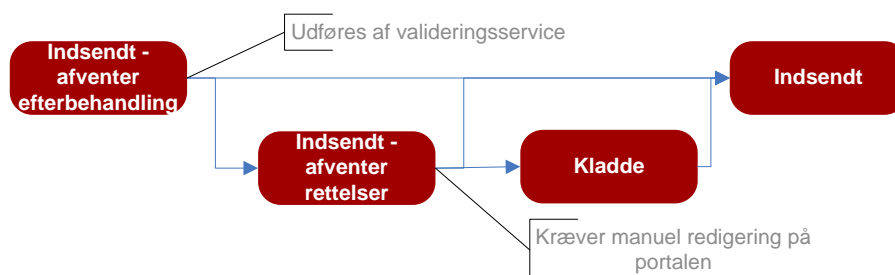 Udføres af valideringsservice
Indsendt -
afventer
efterbehandling
Indsendt
Indsendt -
afventer
rettelser
Kladde
Kræver manuel redigering på
portalen